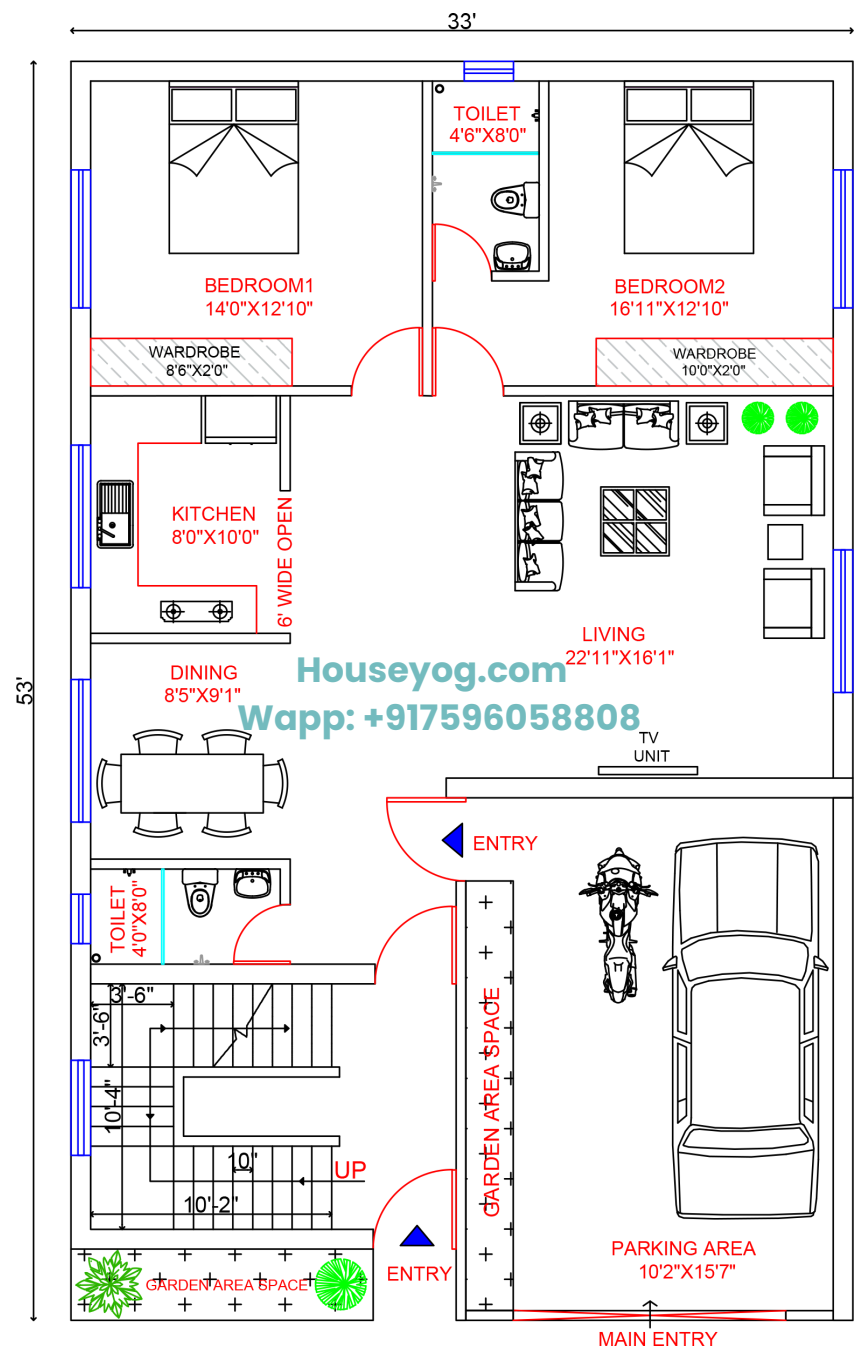 33'
53'
TOILET
4'6"X8'0"
BEDROOM1
14'0"X12'10"
BEDROOM2
16'11"X12'10"
WARDROBE
8'6"X2'0"
WARDROBE
10'0"X2'0"
KITCHEN
8'0"X10'0"
6' WIDE OPEN
LIVING
22'11"X16'1"
DINING
8'5"X9'1"
Houseyog.com
Wapp: +917596058808
TV
UNIT
ENTRY
TOILET
4'0"X8'0"
3'-6"
3'-6"
10'-4"
10"
UP
10'-2"
GARDEN AREA SPACE
GARDEN AREA SPACE
ENTRY
PARKING AREA
10'2"X15'7"
MAIN ENTRY